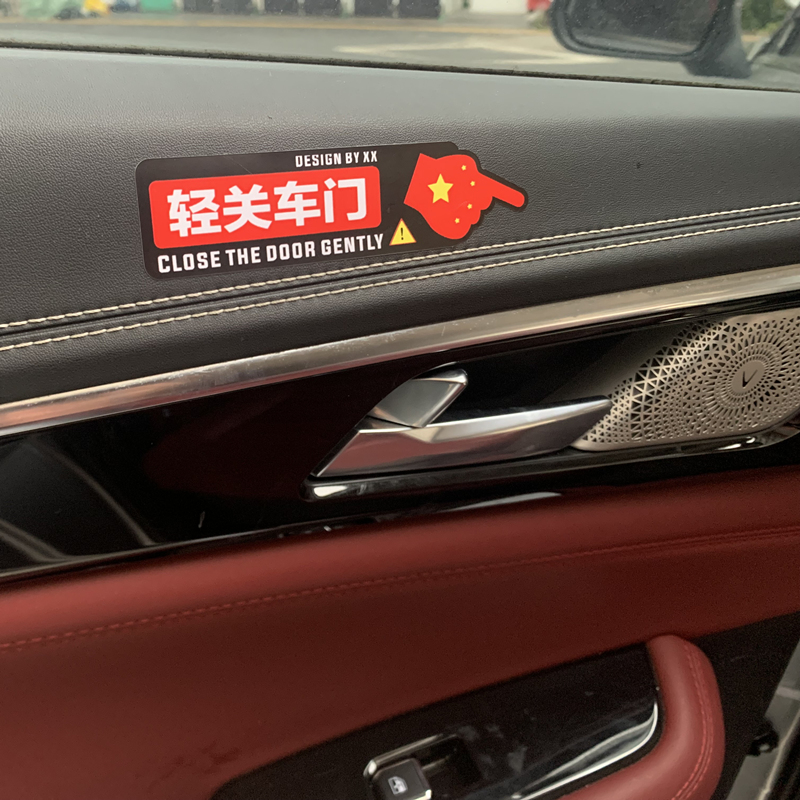 DESIGN BY XX
轻关车门
CLOSE THE DOOR GENTLY